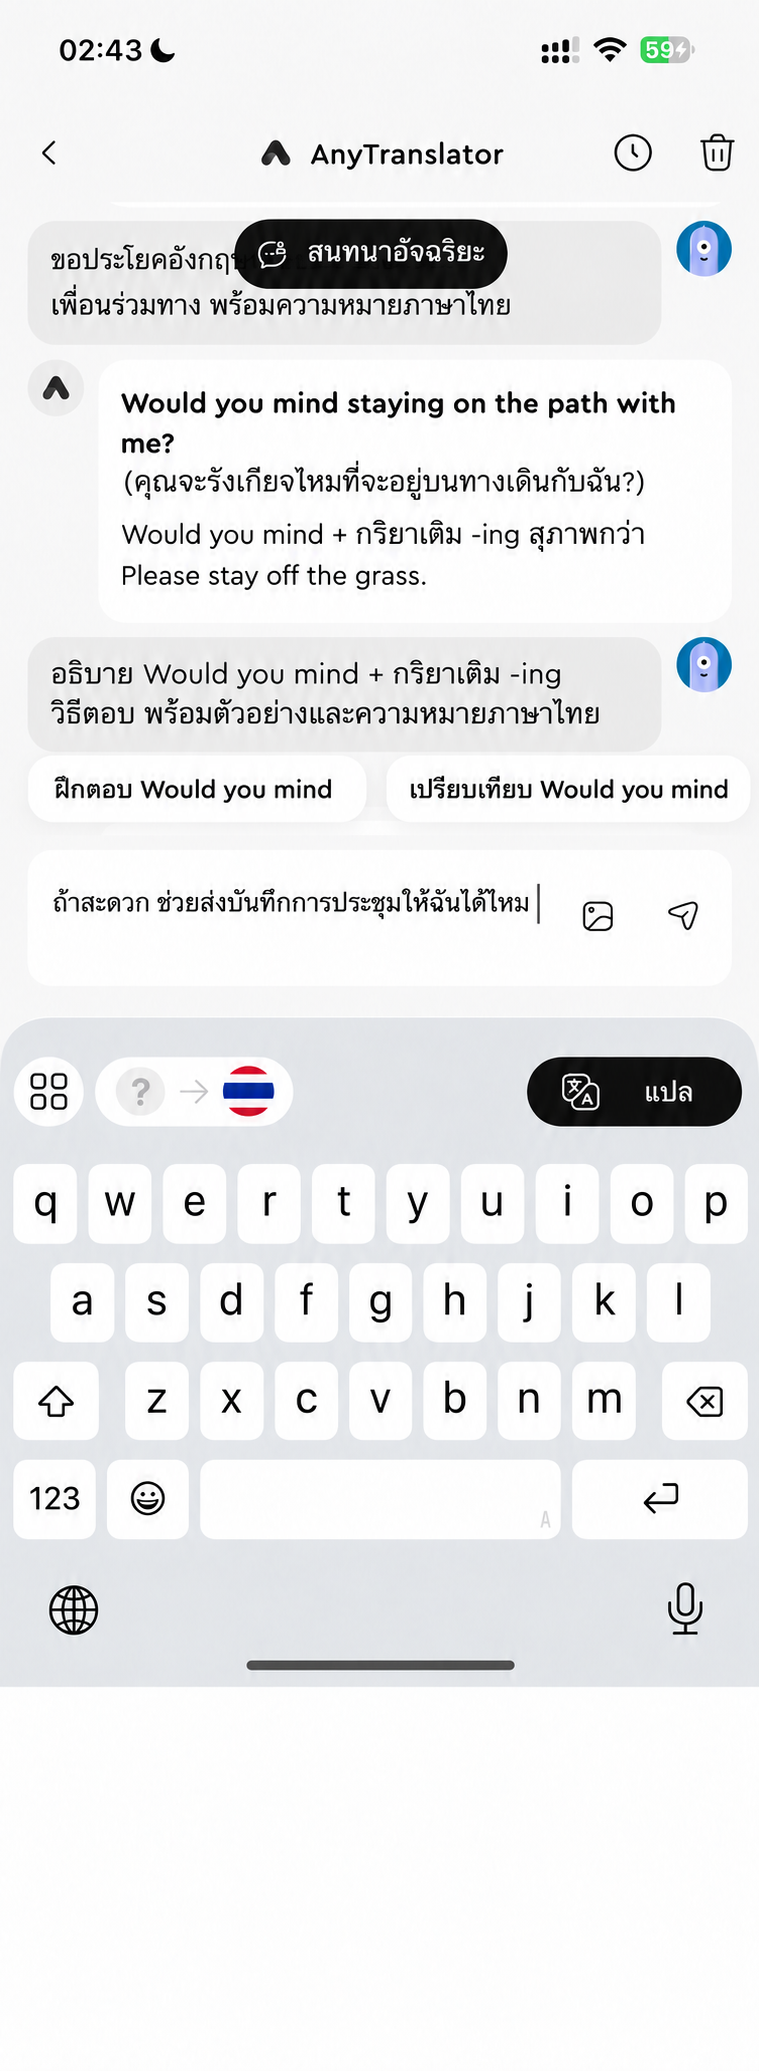 02:43
59
AnyTranslator
สนทนาอัจฉริยะ
ขอประโยคอังกฤษ
เพื่อนร่วมทาง พร้อมความหมายภาษาไทย
Would you mind staying on the path with
me?
(คุณจะรังเกียจไหมที่จะอยู่บนทางเดินกับฉัน?)
Would you mind + กริยาเติม -ing สุภาพกว่า
Please stay off the grass.
อธิบาย Would you mind + กริยาเติม -ing
วิธีตอบ พร้อมตัวอย่างและความหมายภาษาไทย
ฝึกตอบ Would you mind
เปรียบเทียบ Would you mind
ถ้าสะดวก ช่วยส่งบันทึกการประชุมให้ฉันได้ไหม
? →
แปล
q w e r t y u i o p
a s d f g h j k l
z x c v b n m
123
A